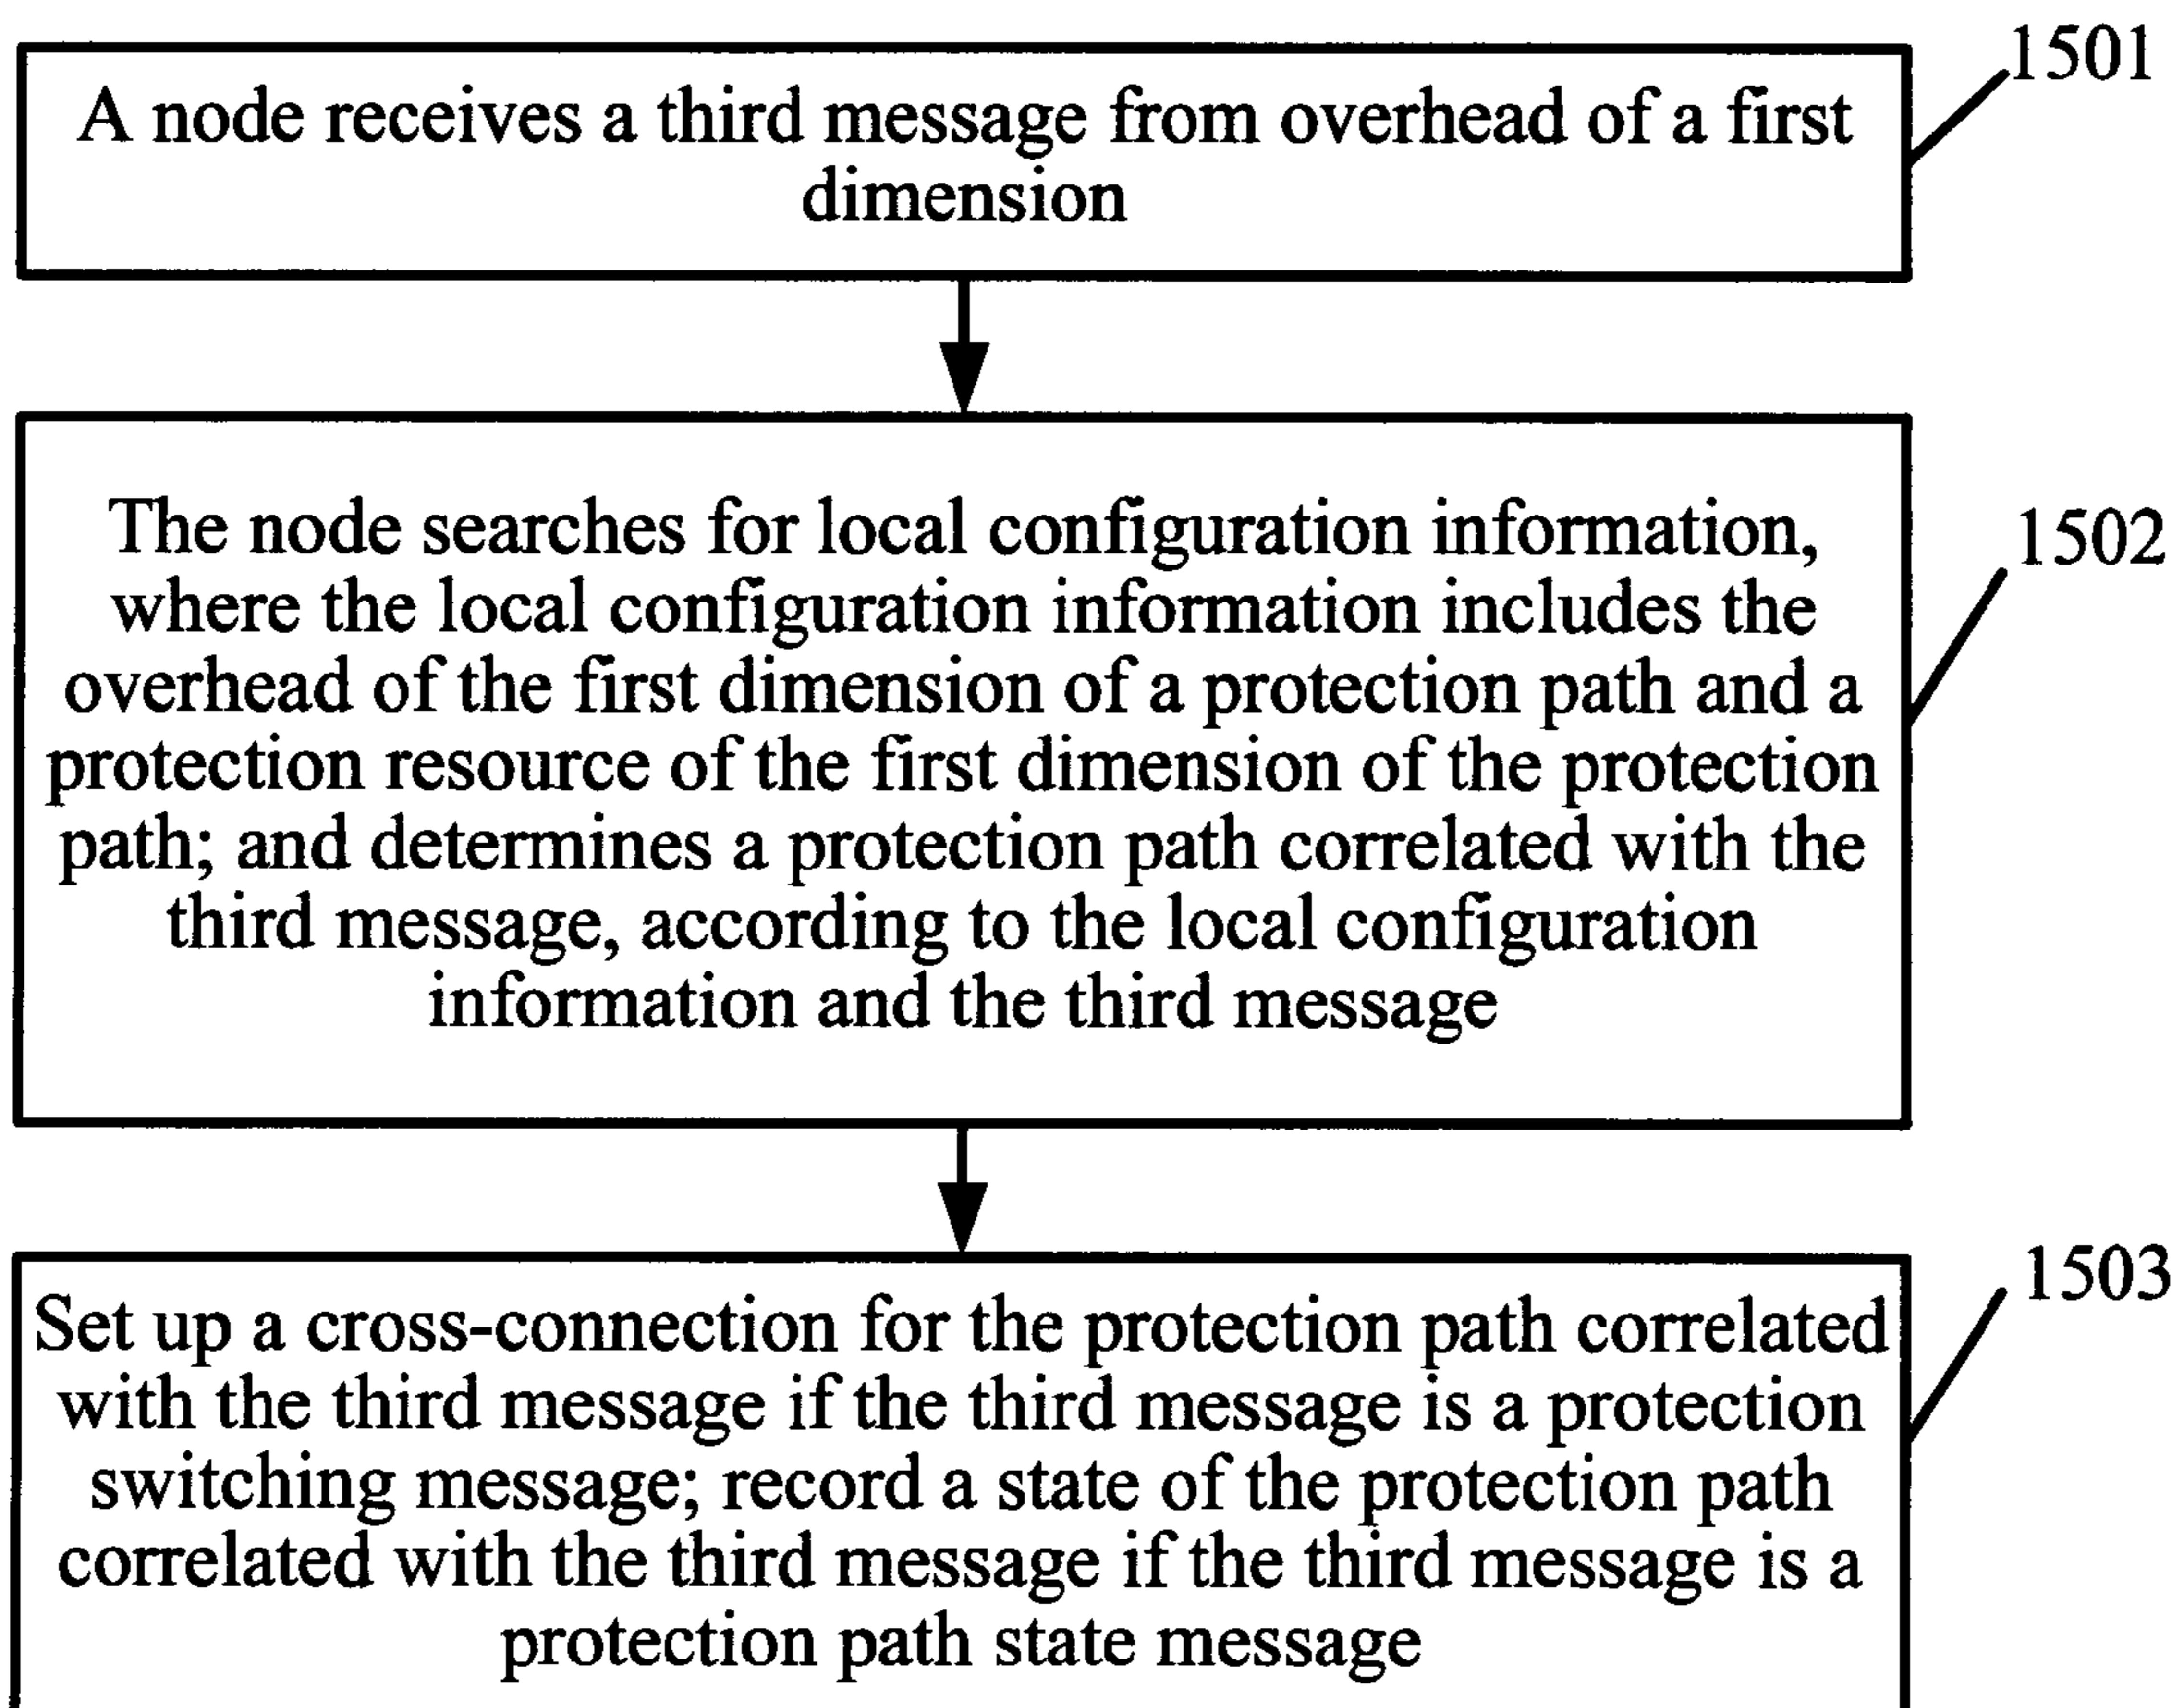 1501
A node receives a third message from overhead of a first
dimension
1502
The node searches for local configuration information,
where the local configuration information includes the
overhead of the first dimension of a protection path and a
protection resource of the first dimension of the protection
path; and determines a protection path correlated with the
third message, according to the local configuration
information and the third message
1503
Set up a cross-connection for the protection path correlated
with the third message if the third message is a protection
switching message; record a state of the protection path
correlated with the third message if the third message is a
protection path state message